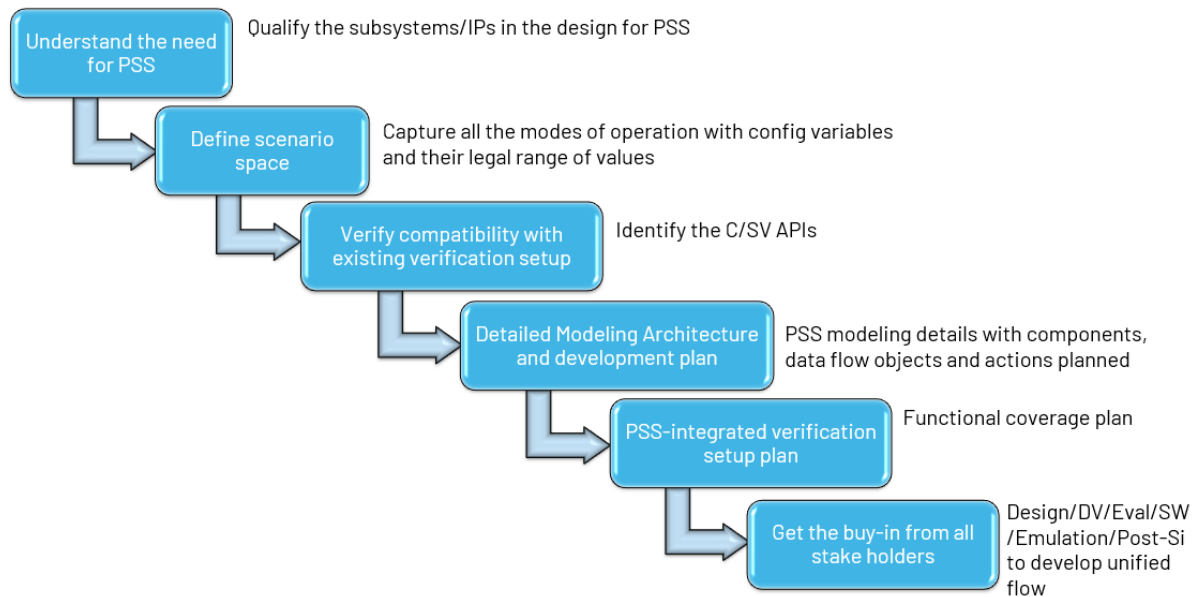 Understand the need
for PSS
Qualify the subsystems/IPs in the design for PSS
Define scenario
space
Capture all the modes of operation with config variables
and their legal range of values
Verify compatibility with
existing verification setup
Identify the C/SV APIs
Detailed Modeling Architecture
and development plan
PSS modeling details with components,
data flow objects and actions planned
PSS-integrated verification
setup plan
Functional coverage plan
Get the buy-in from all
stake holders
Design/DV/Eval/SW
/Emulation/Post-Si
to develop unified
flow